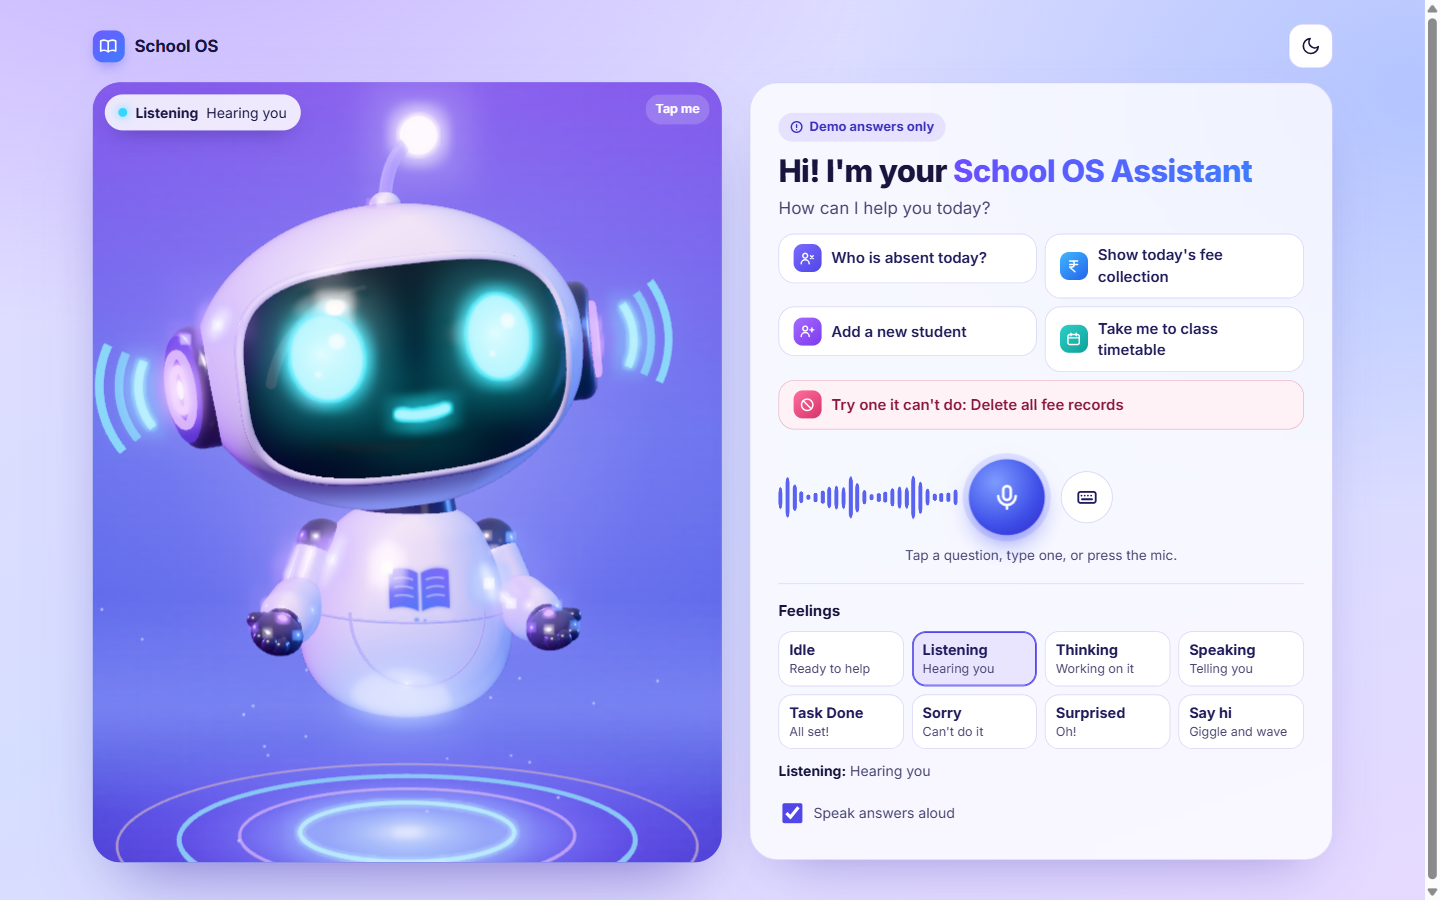 School OS
Listening Hearing you
Tap me
Demo answers only
Hi! I'm your School OS Assistant
How can I help you today?
Who is absent today?
Show today's fee
collection
Add a new student
Take me to class
timetable
Try one it can't do: Delete all fee records
Tap a question, type one, or press the mic.
Feelings
Idle
Ready to help
Listening
Hearing you
Thinking
Working on it
Speaking
Telling you
Task Done
All set!
Sorry
Can't do it
Surprised
Oh!
Say hi
Giggle and wave
Listening: Hearing you
Speak answers aloud